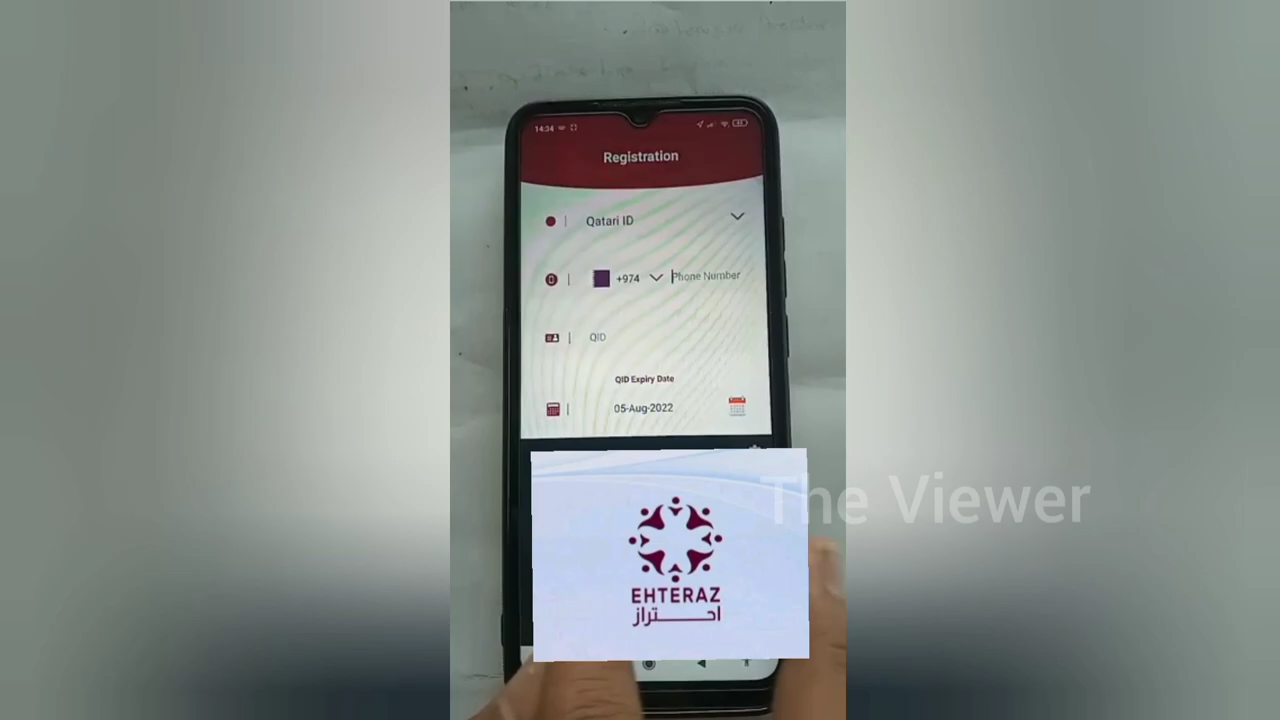 14:34
Registration
Qatari ID
+974 Phone Number
QID
QID Expiry Date
05-Aug-2022
The Viewer
EHTERAZ
احتراز